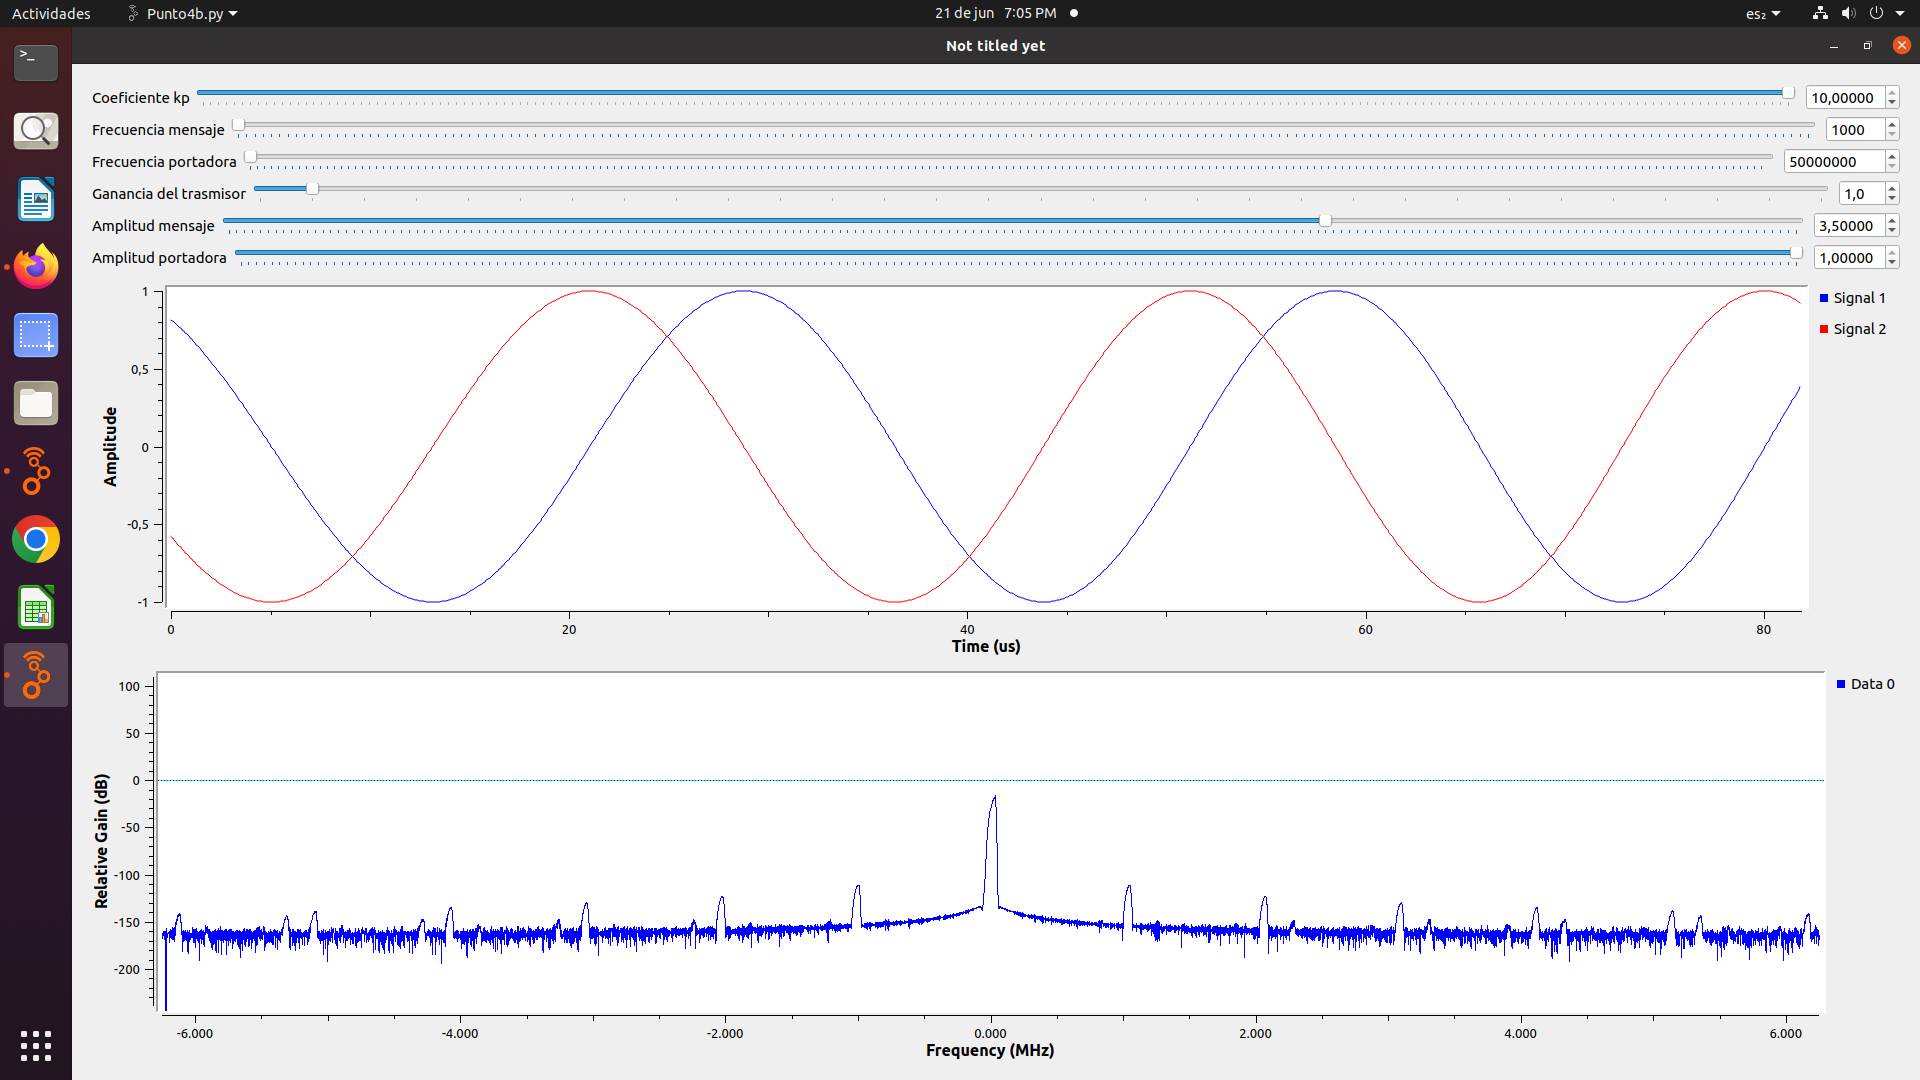 Actividades Punto4b.py 21 de jun 7:05 PM es₂
Not titled yet
Coeficiente kp 10,00000
Frecuencia mensaje 1000
Frecuencia portadora 50000000
Ganancia del trasmisor 1,0
Amplitud mensaje 3,50000
Amplitud portadora 1,00000
Signal 1
Signal 2
Amplitude
1
0,5
0
-0,5
-1
0 20 40 60 80
Time (us)
Data 0
Relative Gain (dB)
100
50
0
-50
-100
-150
-200
-6.000 -4.000 -2.000 0.000 2.000 4.000 6.000
Frequency (MHz)